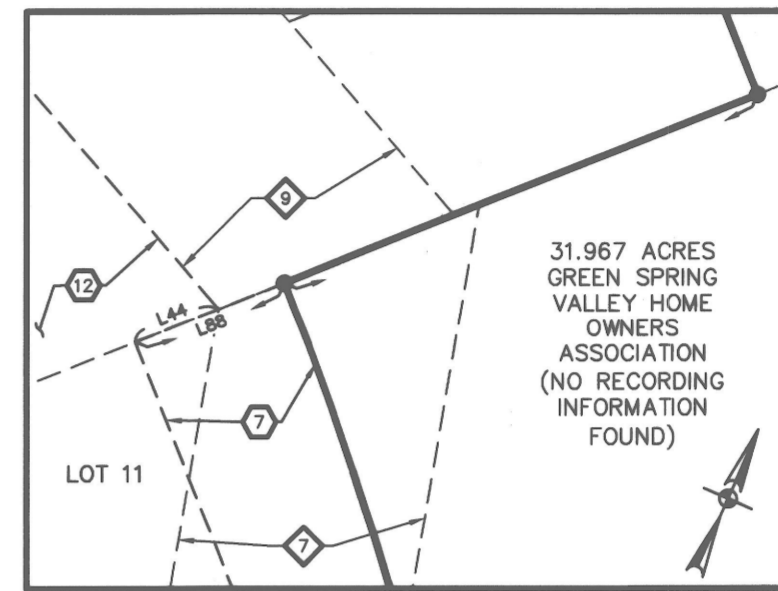 9
31.967 ACRES
GREEN SPRING
VALLEY HOME
OWNERS
ASSOCIATION
(NO RECORDING
INFORMATION
FOUND)
12
L44
L88
7
LOT 11
7